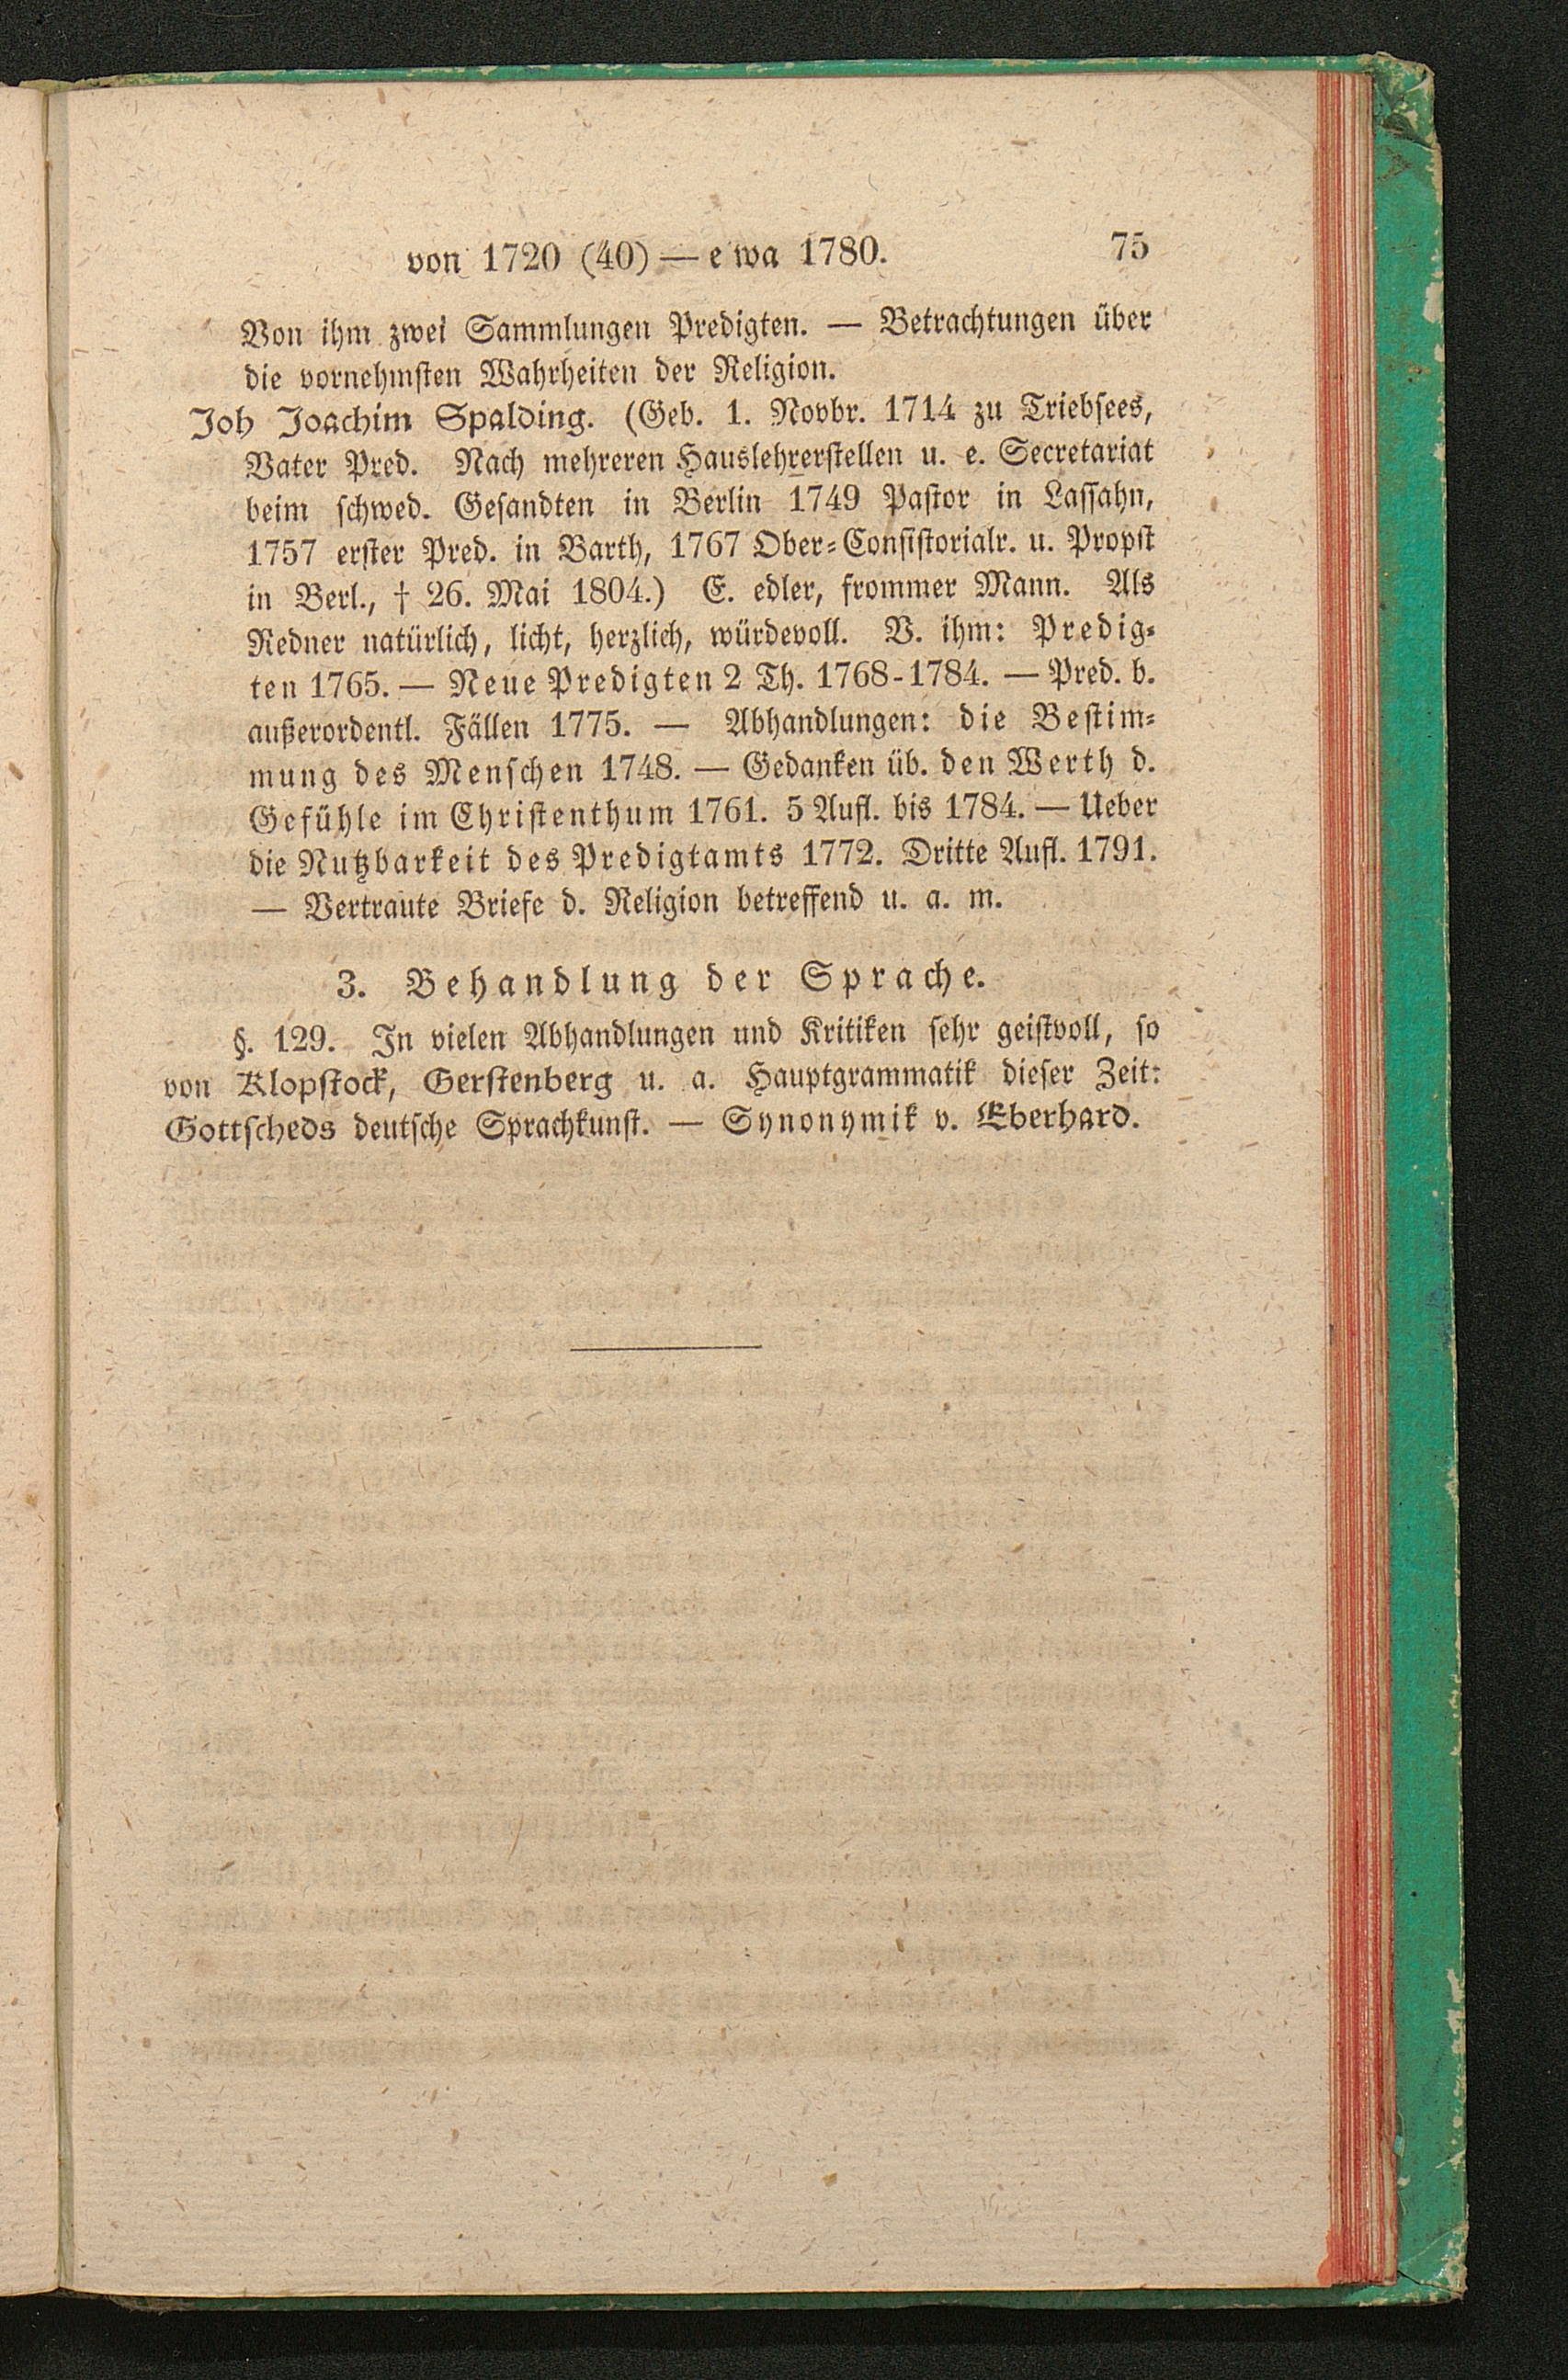 von 1720 (40) — e wa 1780. 75
Von ihm zwei Sammlungen Predigten. — Betrachtungen über
die vornehmsten Wahrheiten der Religion.
Joh Joachim Spalding. (Geb. 1. Novbr. 1714 zu Triebsees,
Vater Pred. Nach mehreren Hauslehrerstellen u. e. Secretariat
beim schwed. Gesandten in Berlin 1749 Pastor in Lassahn,
1757 erster Pred. in Barth, 1767 Ober-Consistorialr. u. Propst
in Berl., † 26. Mai 1804.) E. edler, frommer Mann. Als
Redner natürlich, licht, herzlich, würdevoll. V. ihm: Predig-
ten 1765. — Neue Predigten 2 Th. 1768-1784. — Pred. b.
außerordentl. Fällen 1775. — Abhandlungen: die Bestim-
mung des Menschen 1748. — Gedanken üb. den Werth d.
Gefühle im Christenthum 1761. 5 Aufl. bis 1784. — Ueber
die Nutzbarkeit des Predigtamts 1772. Dritte Aufl. 1791.
— Vertraute Briefe d. Religion betreffend u. a. m.
3. Behandlung der Sprache.
§. 129. In vielen Abhandlungen und Kritiken sehr geistvoll, so
von Klopstock, Gerstenberg u. a. Hauptgrammatik dieser Zeit:
Gottscheds deutsche Sprachkunst. — Synonymik v. Eberhard.